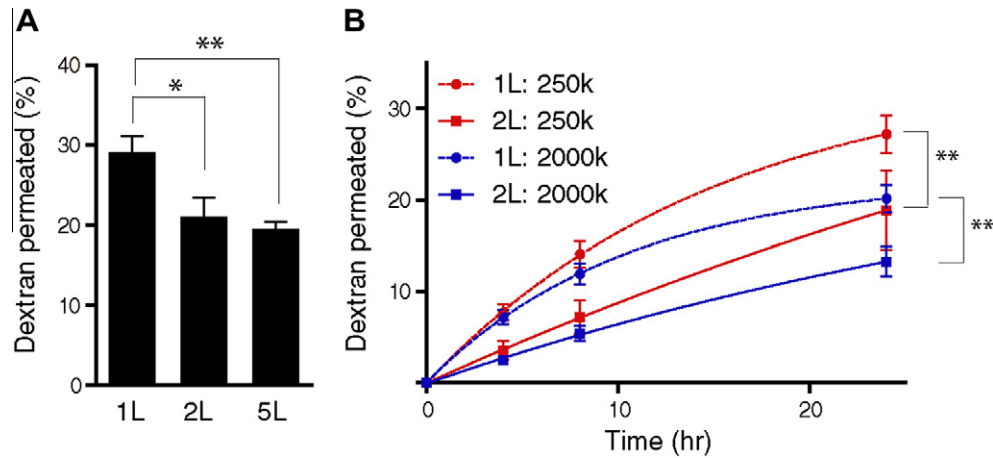 A
Dextran permeated (%)
40
30
20
10
0
**
*
1L 2L 5L
B
Dextran permeated (%)
30
20
10
1L: 250k
2L: 250k
1L: 2000k
2L: 2000k
**
**
0 10 20
Time (hr)